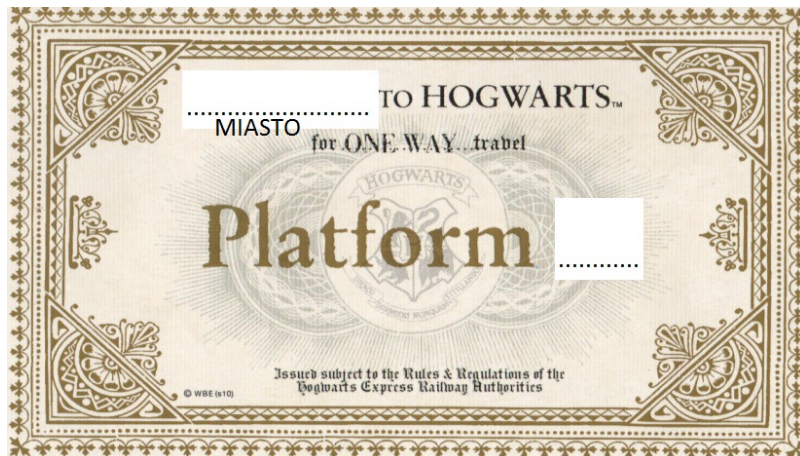 ............................ TO HOGWARTS™
MIASTO
for ONE WAY travel
HOGWARTS
Platform ............
Issued subject to the Rules & Regulations of the
Hogwarts Express Railway Authorities
© WBE (s10)